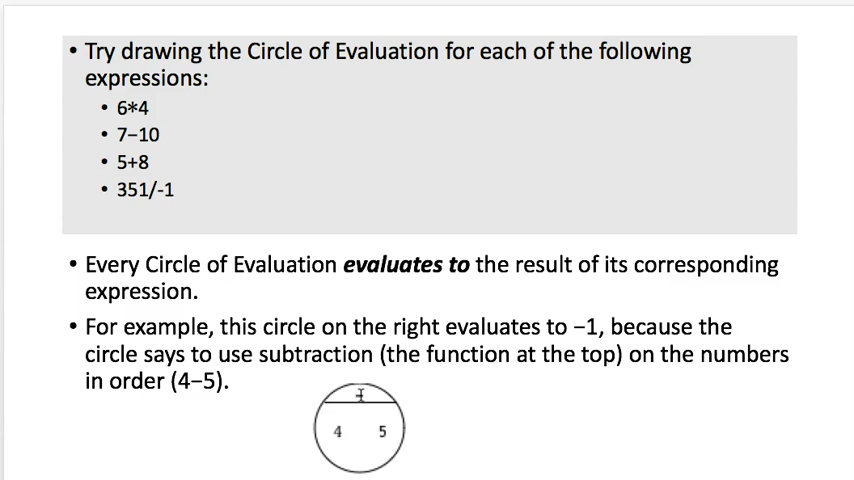 • Try drawing the Circle of Evaluation for each of the following
expressions:
• 6*4
• 7−10
• 5+8
• 351/-1
• Every Circle of Evaluation evaluates to the result of its corresponding
expression.
• For example, this circle on the right evaluates to −1, because the
circle says to use subtraction (the function at the top) on the numbers
in order (4−5).
4 5